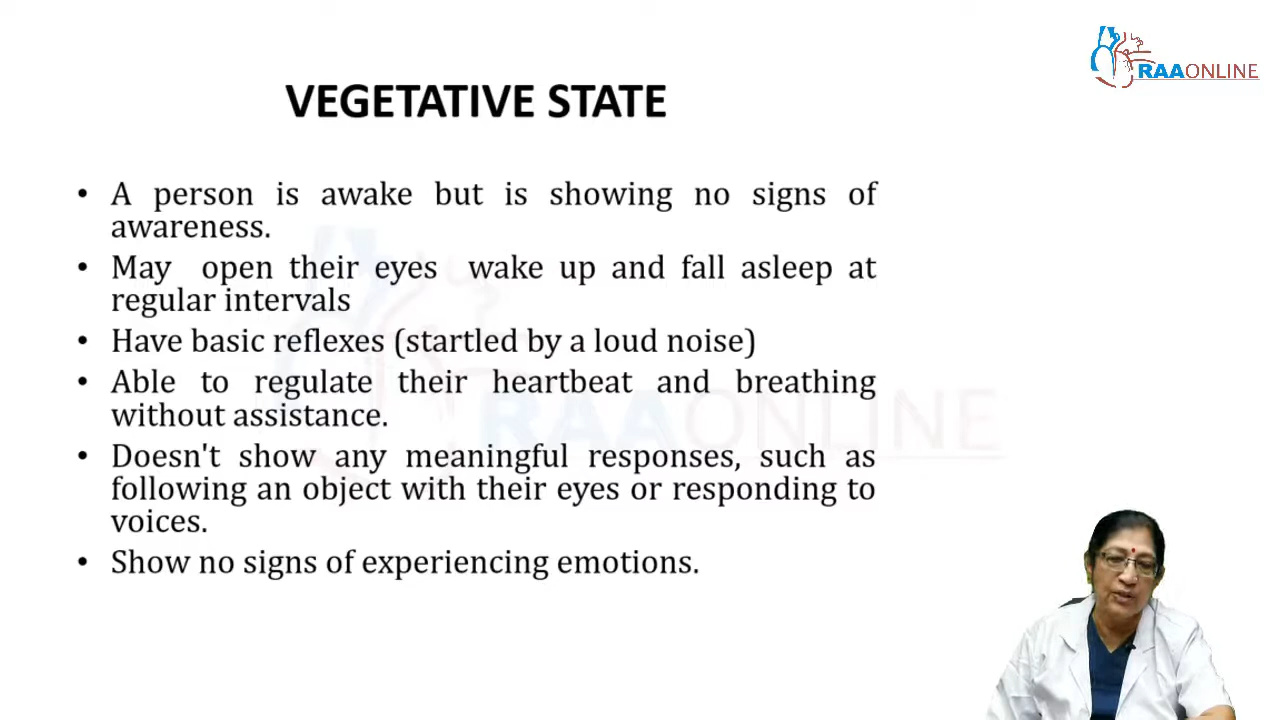 RAAONLINE
VEGETATIVE STATE
• A person is awake but is showing no signs of
awareness.
• May open their eyes wake up and fall asleep at
regular intervals
• Have basic reflexes (startled by a loud noise)
• Able to regulate their heartbeat and breathing
without assistance.
RAAONLINE
• Doesn't show any meaningful responses, such as
following an object with their eyes or responding to
voices.
• Show no signs of experiencing emotions.